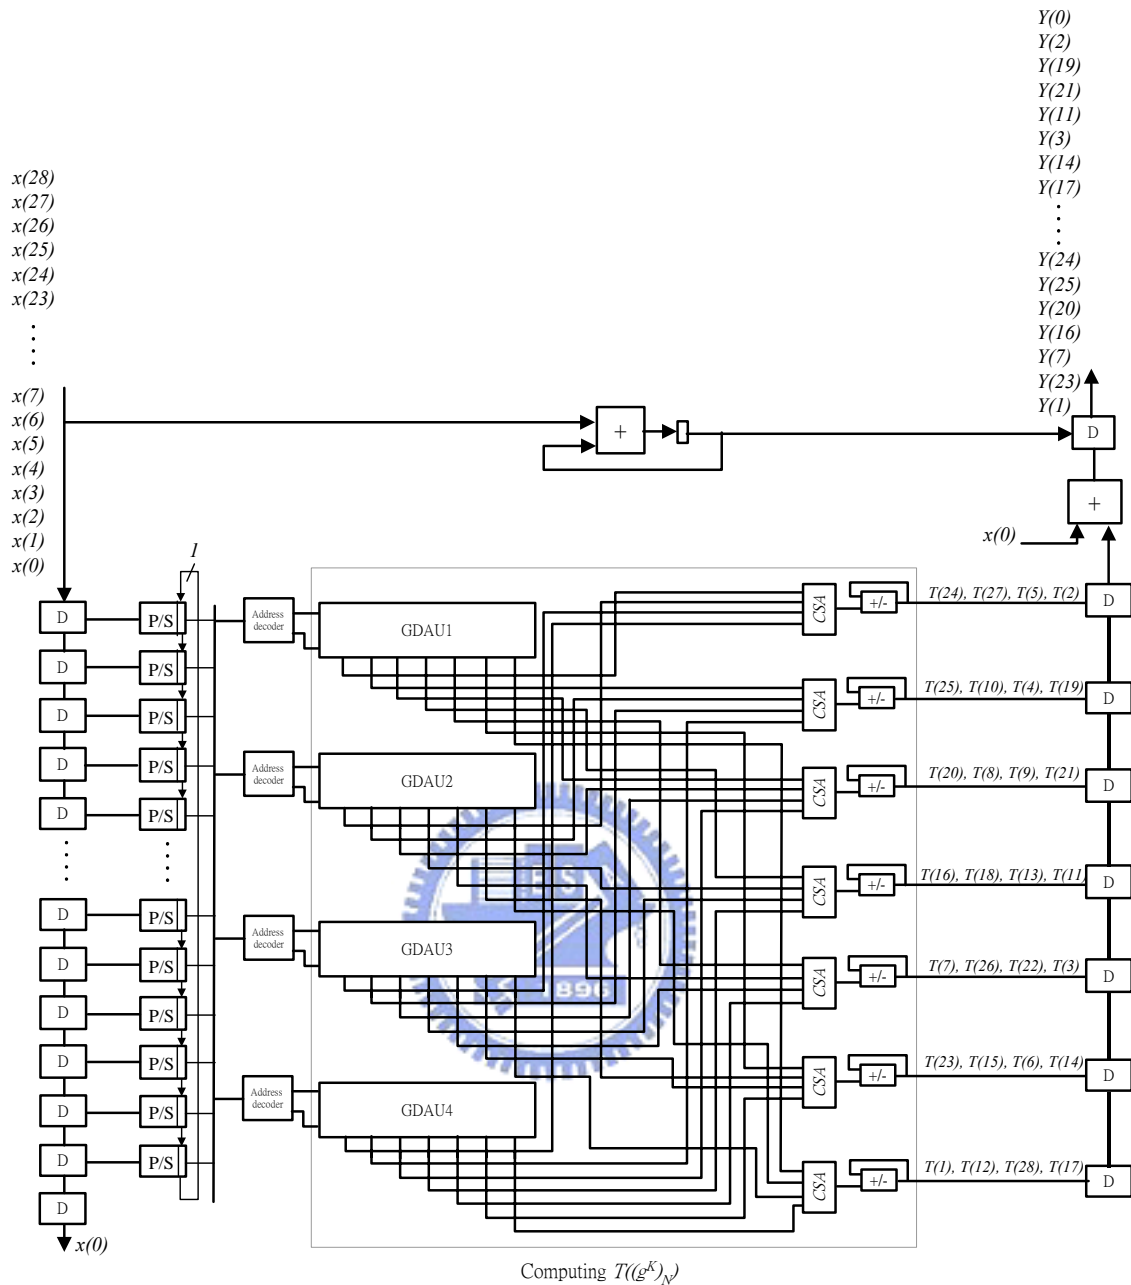 Y(0)
Y(2)
Y(19)
Y(21)
Y(11)
Y(3)
Y(14)
Y(17)
Y(24)
Y(25)
Y(20)
Y(16)
Y(7)
Y(23)
Y(1)
x(28)
x(27)
x(26)
x(25)
x(24)
x(23)
x(7)
x(6)
x(5)
x(4)
x(3)
x(2)
x(1)
x(0)
+
D
+
x(0)
1
D P/S Address decoder GDAU1 CSA +/- T(24), T(27), T(5), T(2) D
D P/S
D P/S CSA +/- T(25), T(10), T(4), T(19) D
D P/S Address decoder GDAU2 CSA +/- T(20), T(8), T(9), T(21) D
D P/S
CSA +/- T(16), T(18), T(13), T(11) D
D P/S Address decoder GDAU3
D P/S CSA +/- T(7), T(26), T(22), T(3) D
1896
D P/S
D P/S CSA +/- T(23), T(15), T(6), T(14) D
D P/S Address decoder GDAU4
D P/S CSA +/- T(1), T(12), T(28), T(17) D
D
x(0)
Computing T((g^K)_N)